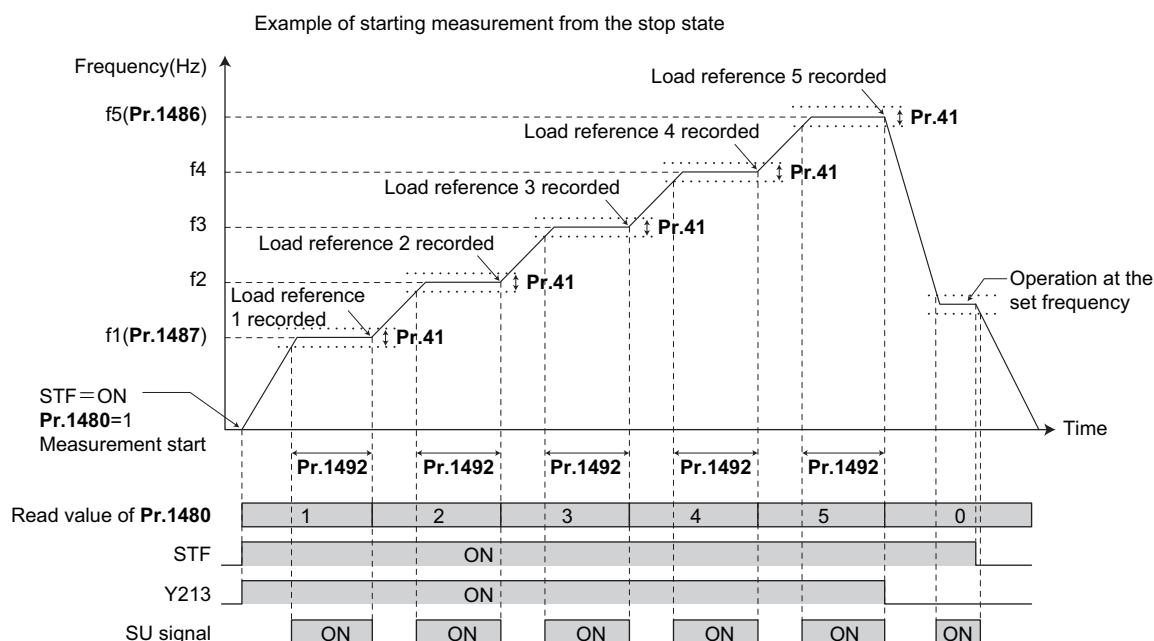 Example of starting measurement from the stop state
Frequency(Hz)
Load reference 5 recorded
f5(Pr.1486)
Pr.41
Load reference 4 recorded
f4
Pr.41
Load reference 3 recorded
f3
Pr.41
Load reference 2 recorded
f2
Pr.41
Operation at the
set frequency
Load reference
1 recorded
f1(Pr.1487)
Pr.41
STF=ON
Pr.1480=1
Measurement start
Time
Pr.1492 Pr.1492 Pr.1492 Pr.1492 Pr.1492
Read value of Pr.1480 1 2 3 4 5 0
STF ON
Y213 ON
SU signal ON ON ON ON ON ON